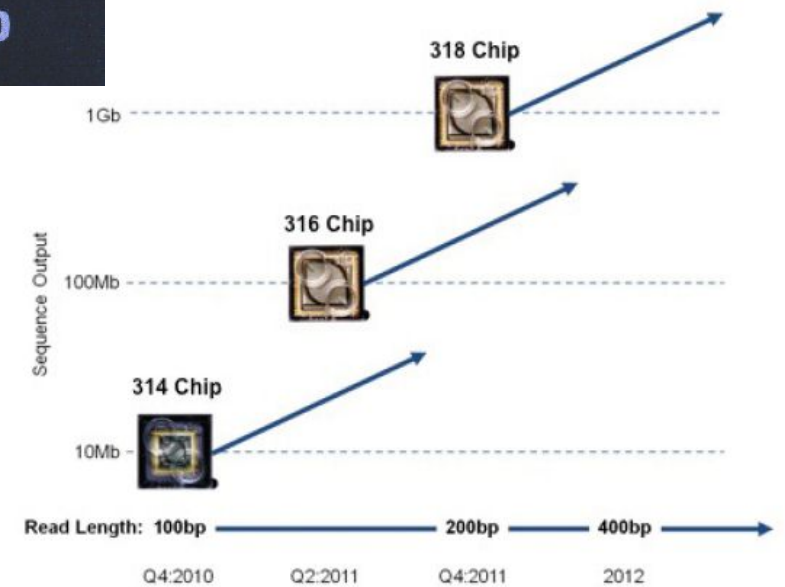 318 Chip
1Gb
316 Chip
Sequence Output
100Mb
314 Chip
10Mb
Read Length: 100bp 200bp 400bp
Q4:2010 Q2:2011 Q4:2011 2012